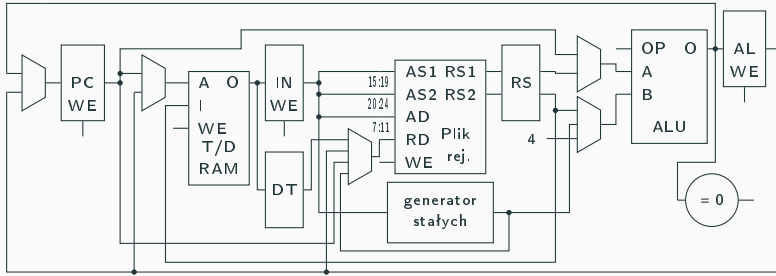 PC
WE
A O
I
WE
T/D
RAM
IN
WE
DT
15:19
20:24
7:11
AS1 RS1
AS2 RS2
AD
RD
WE
Plik
rej.
generator
stałych
RS
4
OP O
A
B
ALU
AL
WE
= 0